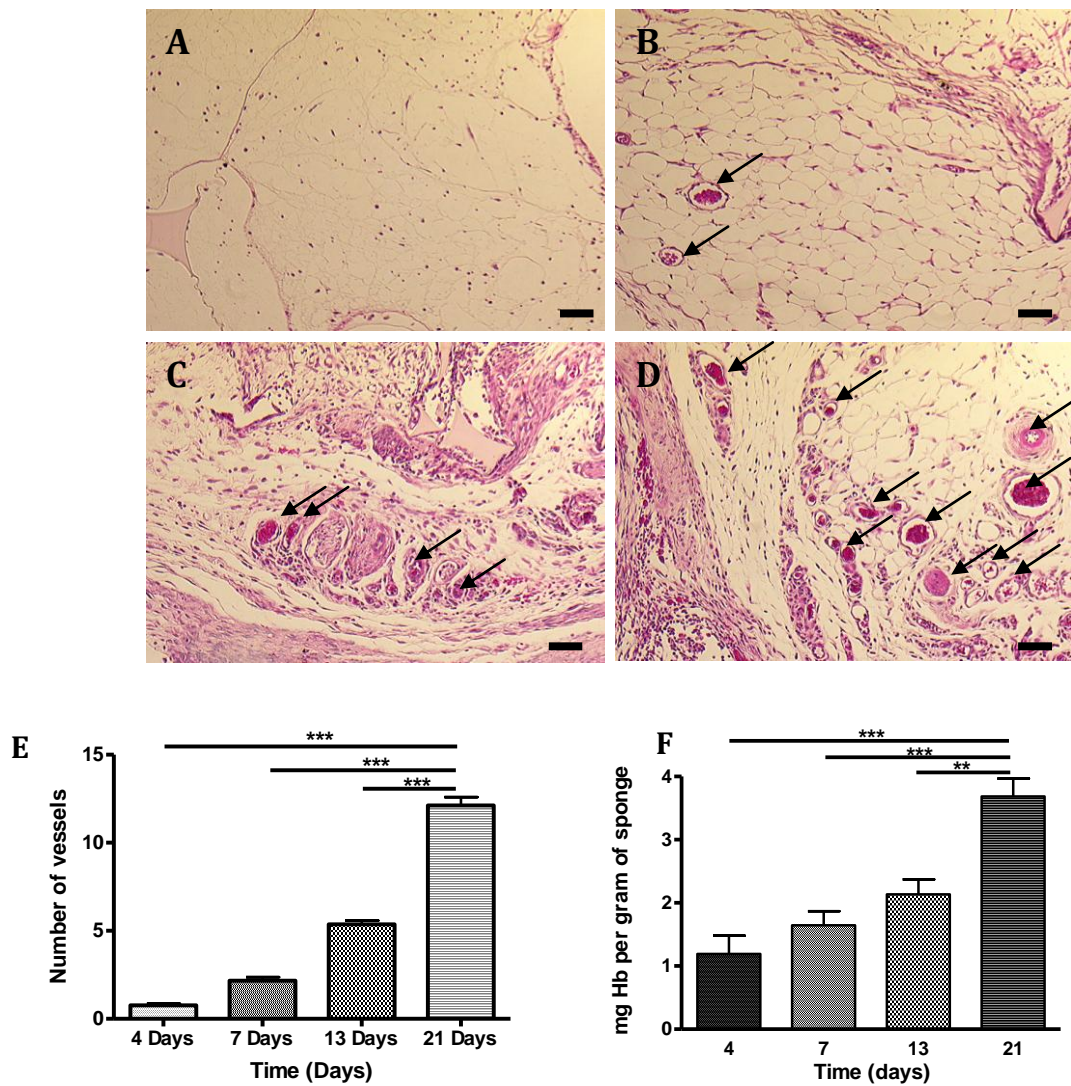 A
B
C
D
E
***
***
***
15
10
5
0
Number of vessels
4 Days
7 Days
13 Days
21 Days
Time (Days)
F
***
***
**
4
3
2
1
0
mg Hb per gram of sponge
4
7
13
21
Time (days)